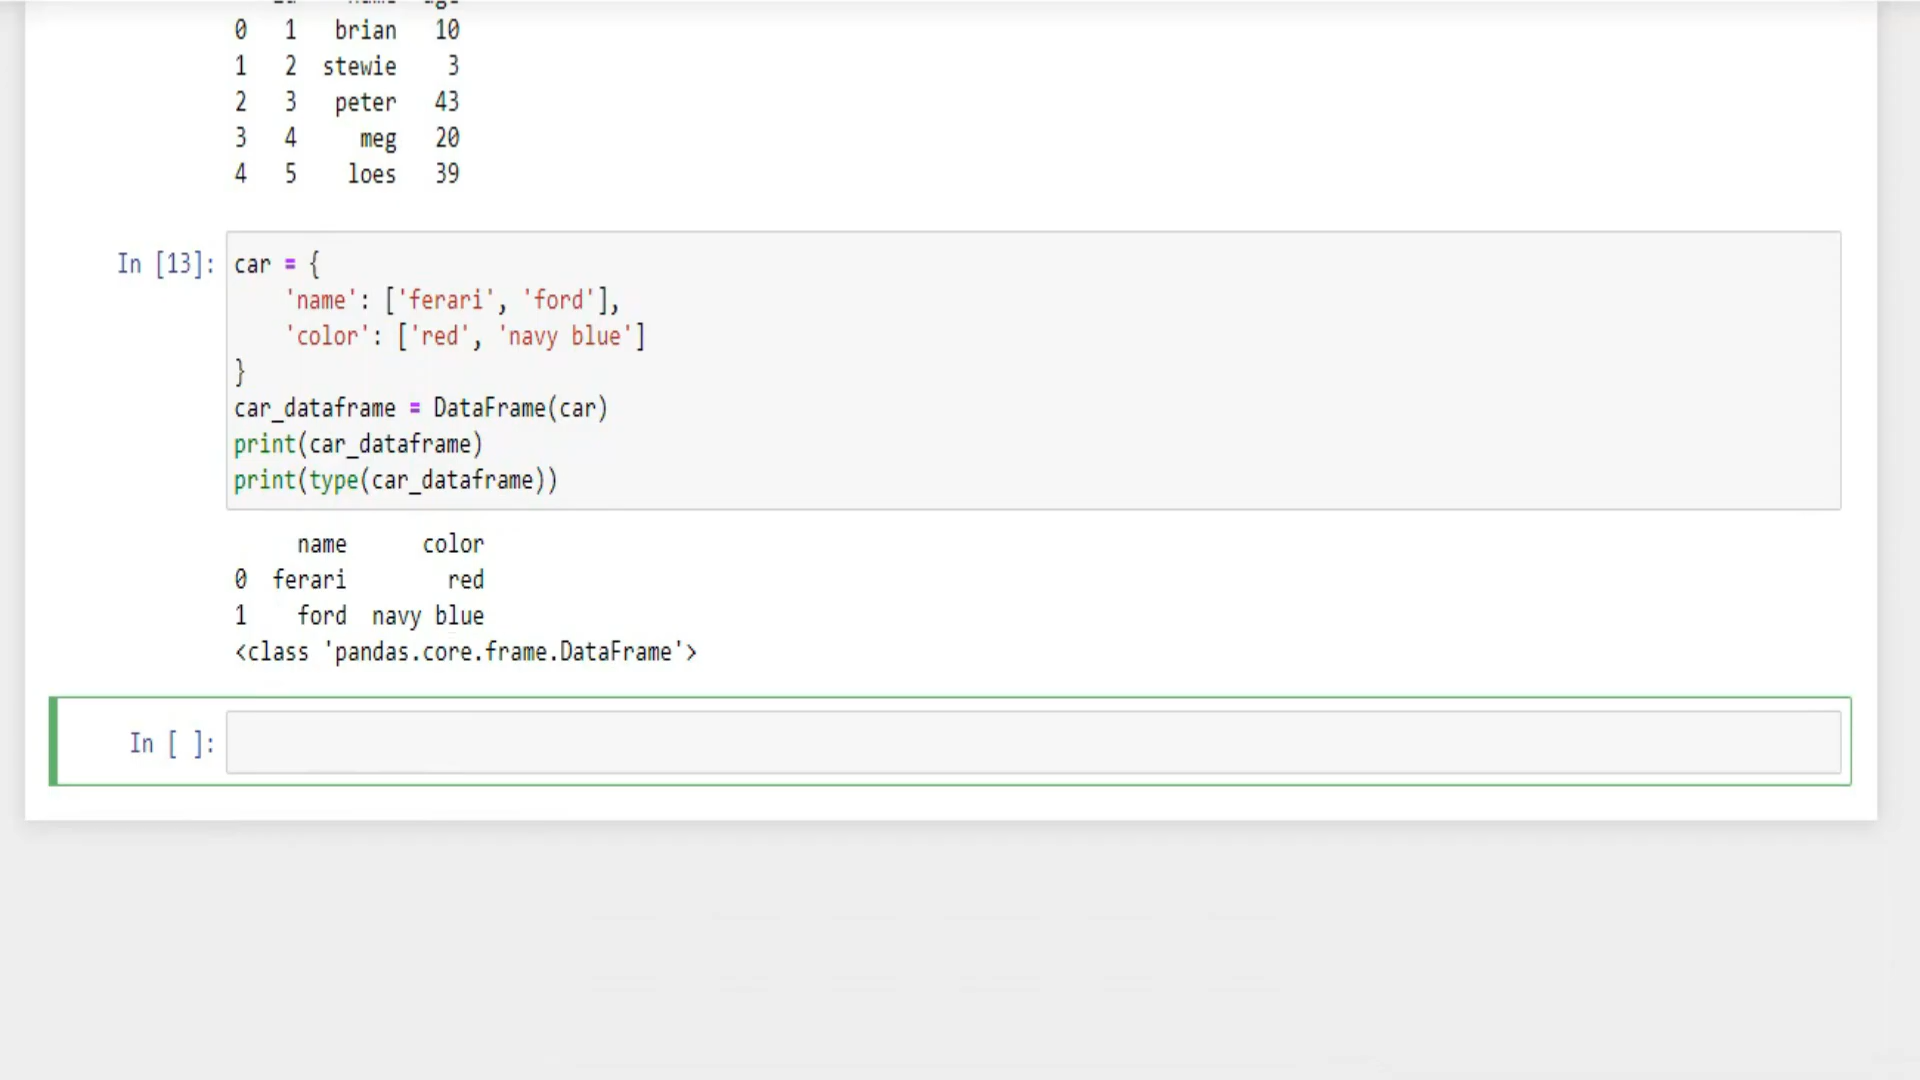 0 1 brian 10
1 2 stewie 3
2 3 peter 43
3 4 meg 20
4 5 loes 39
In [13]: car = {
'name': ['ferari', 'ford'],
'color': ['red', 'navy blue']
}
car_dataframe = DataFrame(car)
print(car_dataframe)
print(type(car_dataframe))
name color
0 ferari red
1 ford navy blue
<class 'pandas.core.frame.DataFrame'>
In [ ]: